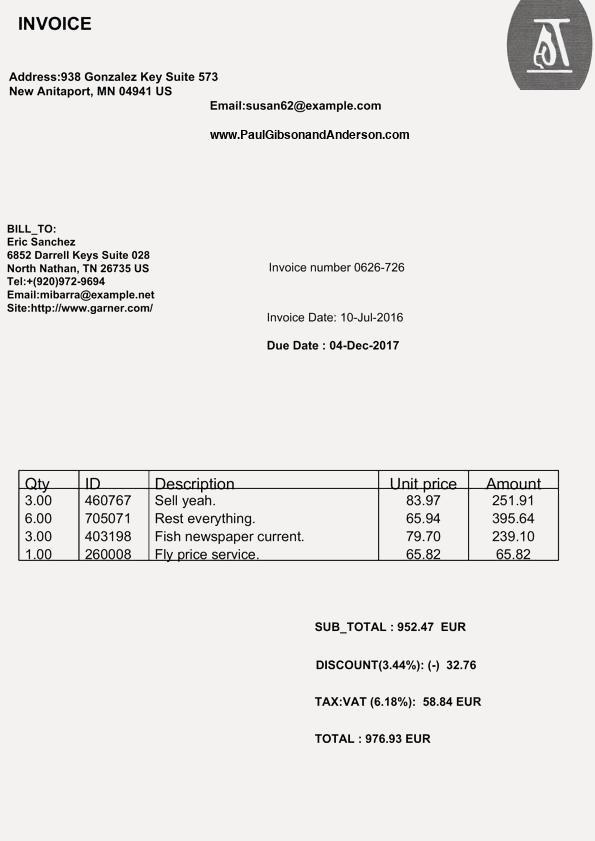 INVOICE
Address:938 Gonzalez Key Suite 573
New Anitaport, MN 04941 US
Email:susan62@example.com
www.PaulGibsonandAnderson.com
BILL_TO:
Eric Sanchez
6852 Darrell Keys Suite 028
North Nathan, TN 26735 US
Tel:+(920)972-9694
Email:mibarra@example.net
Site:http://www.garner.com/
Invoice number 0626-726
Invoice Date: 10-Jul-2016
Due Date : 04-Dec-2017
Qty ID Description Unit price Amount
3.00 460767 Sell yeah. 83.97 251.91
6.00 705071 Rest everything. 65.94 395.64
3.00 403198 Fish newspaper current. 79.70 239.10
1.00 260008 Fly price service. 65.82 65.82
SUB_TOTAL : 952.47 EUR
DISCOUNT(3.44%): (-) 32.76
TAX:VAT (6.18%): 58.84 EUR
TOTAL : 976.93 EUR